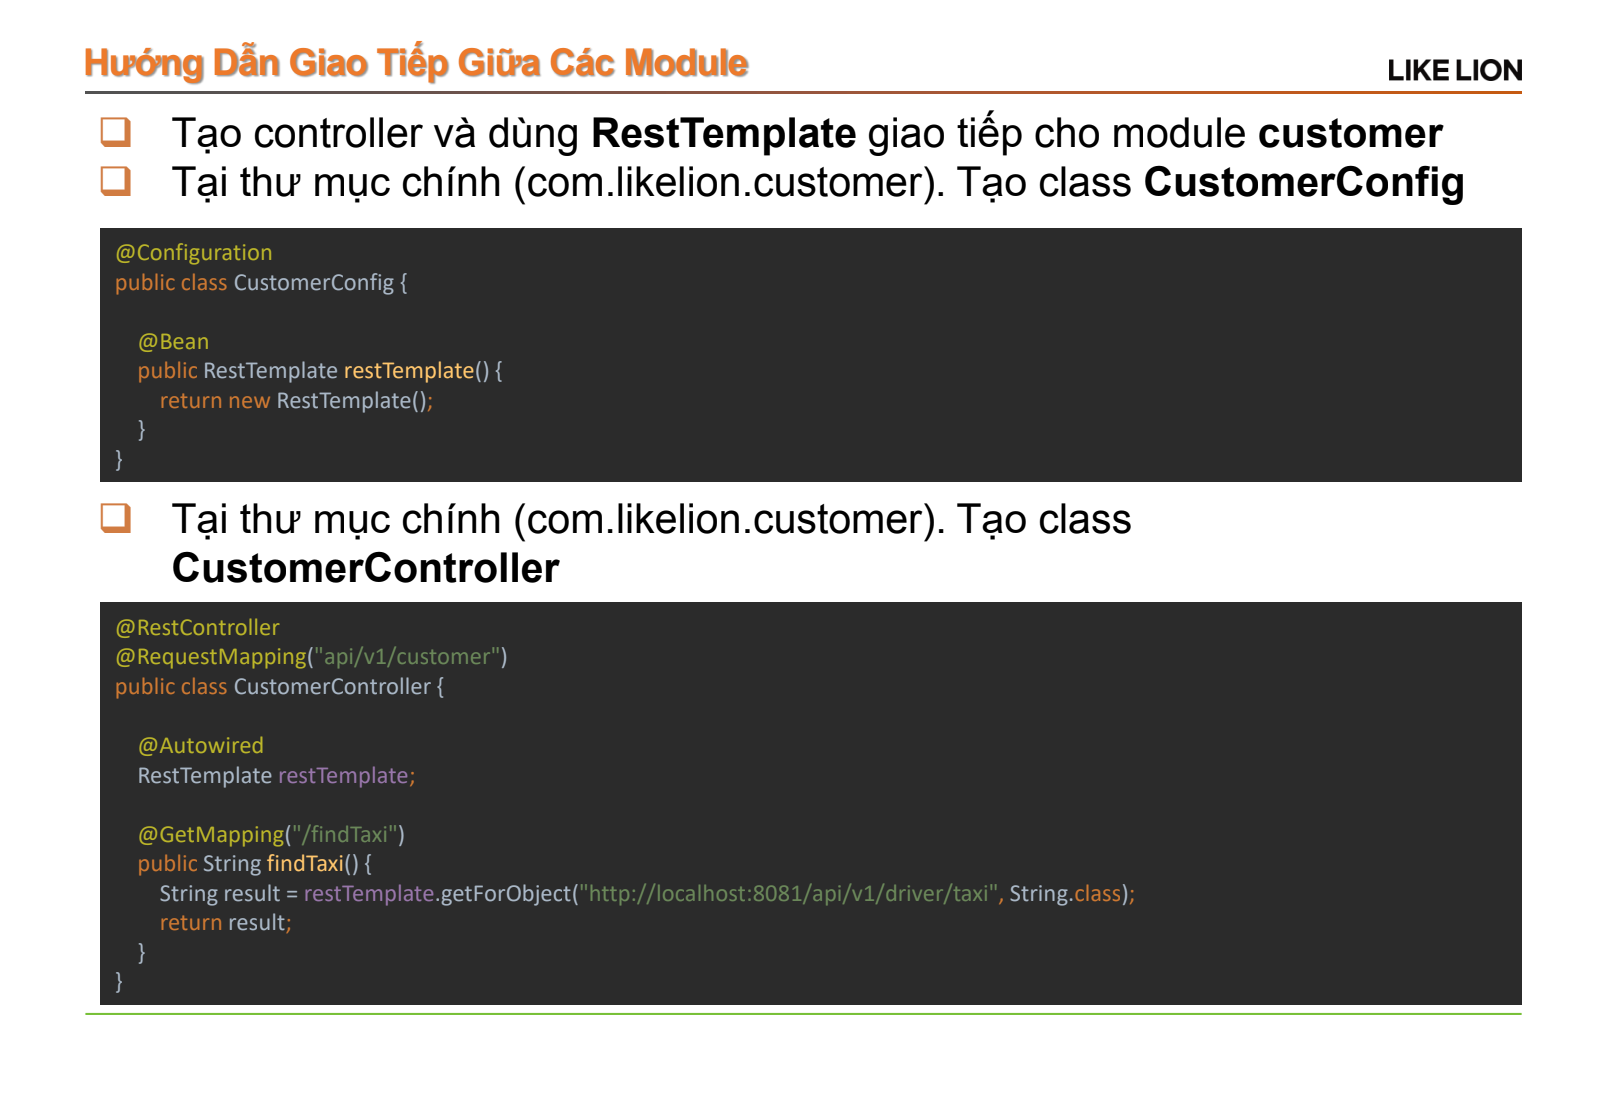 Hướng Dẫn Giao Tiếp Giữa Các Module
LIKE LION
Tạo controller và dùng RestTemplate giao tiếp cho module customer
Tại thư mục chính (com.likelion.customer). Tạo class CustomerConfig
@Configuration
public class CustomerConfig {
@Bean
public RestTemplate restTemplate() {
return new RestTemplate();
}
}
Tại thư mục chính (com.likelion.customer). Tạo class
CustomerController
@RestController
@RequestMapping("api/v1/customer")
public class CustomerController {
@Autowired
RestTemplate restTemplate;
@GetMapping("/findTaxi")
public String findTaxi() {
String result = restTemplate.getForObject("http://localhost:8081/api/v1/driver/taxi", String.class);
return result;
}
}